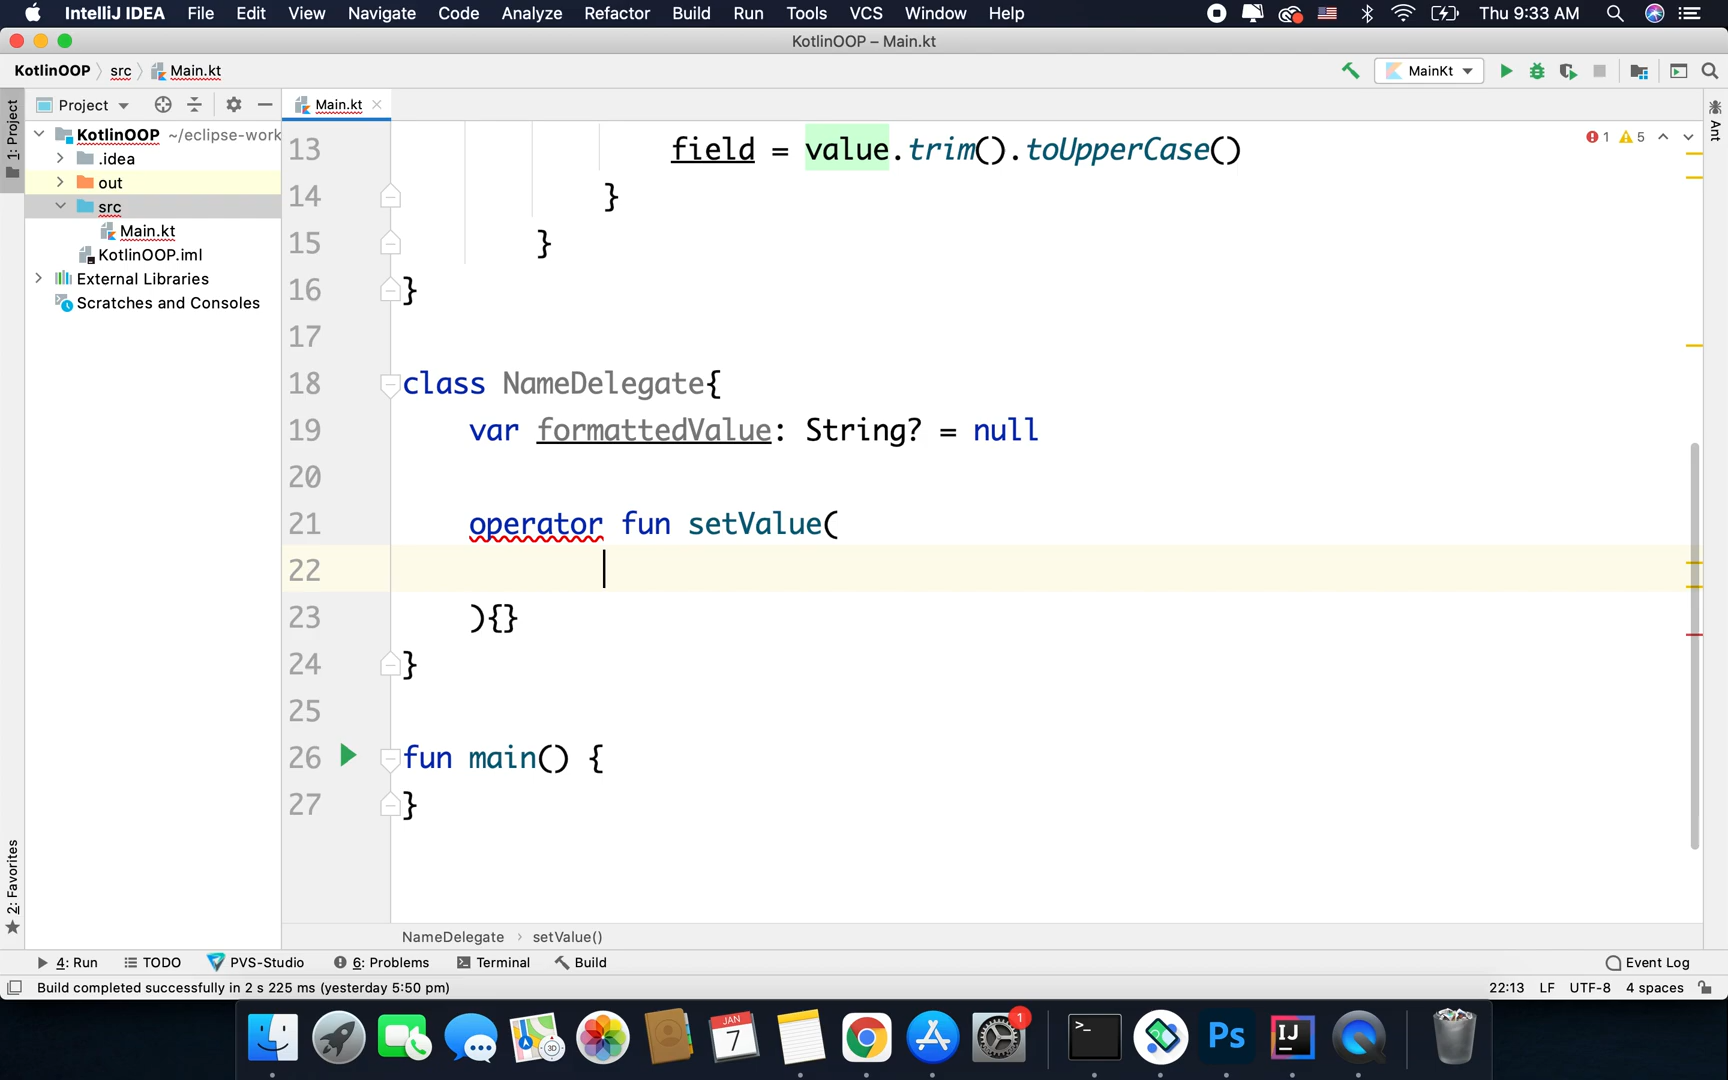 IntelliJ IDEA File Edit View Navigate Code Analyze Refactor Build Run Tools VCS Window Help Thu 9:33 AM
KotlinOOP – Main.kt
KotlinOOP src Main.kt MainKt
1: Project Project Main.kt Ant
KotlinOOP ~/eclipse-work
.idea
out
src
Main.kt
KotlinOOP.iml
External Libraries
Scratches and Consoles
1 5
13 field = value.trim().toUpperCase()
14 }
15 }
16 }
17
18 class NameDelegate{
19 var formattedValue: String? = null
20
21 operator fun setValue(
22
23 ){}
24 }
25
26 fun main() {
27 }
2: Favorites
NameDelegate › setValue()
4: Run TODO PVS-Studio 6: Problems Terminal Build Event Log
Build completed successfully in 2 s 225 ms (yesterday 5:50 pm) 22:13 LF UTF-8 4 spaces
JAN
7
3D
1
>_
Ps
IJ